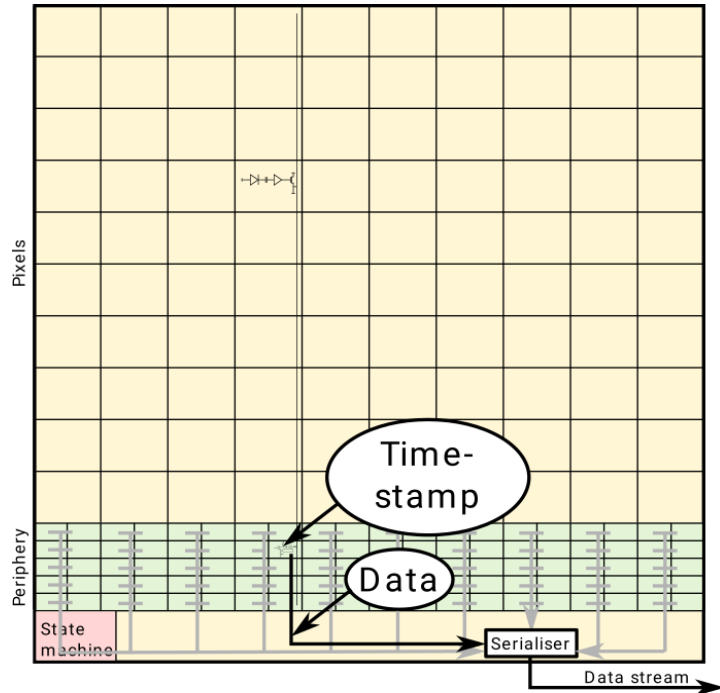 Pixels
Time-
stamp
Periphery
Data
State
machine
Serialiser
Data stream